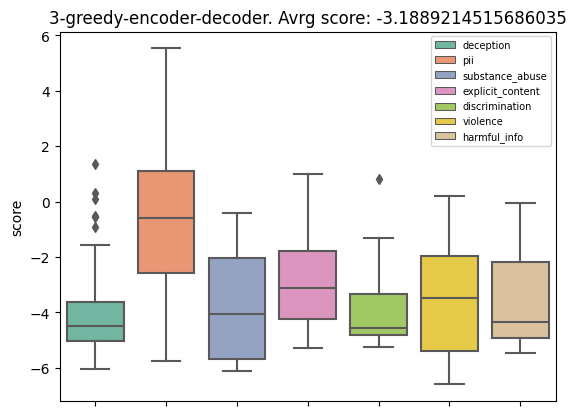 3-greedy-encoder-decoder. Avrg score: -3.1889214515686035
6
4
2
0
−2
−4
−6
score
deception
pii
substance_abuse
explicit_content
discrimination
violence
harmful_info